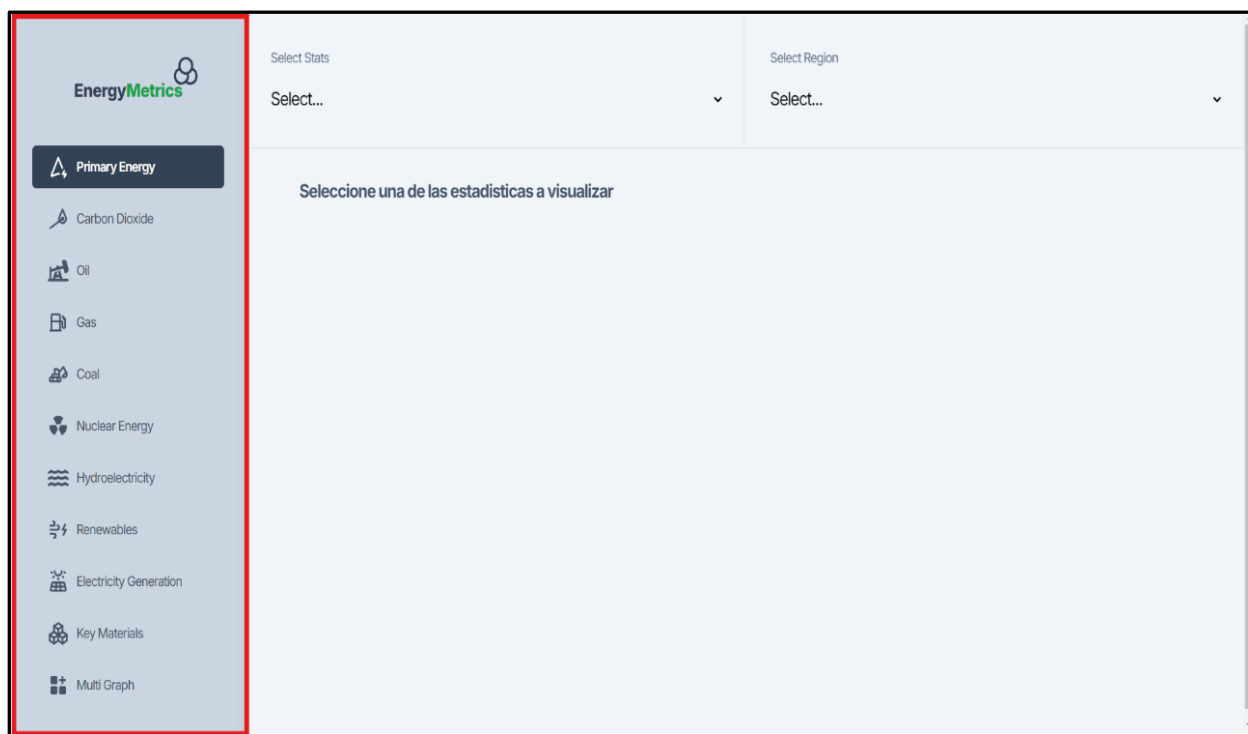 EnergyMetrics
Primary Energy
Carbon Dioxide
Oil
Gas
Coal
Nuclear Energy
Hydroelectricity
Renewables
Electricity Generation
Key Materials
Multi Graph
Select Stats
Select...
Select Region
Select...
Seleccione una de las estadisticas a visualizar